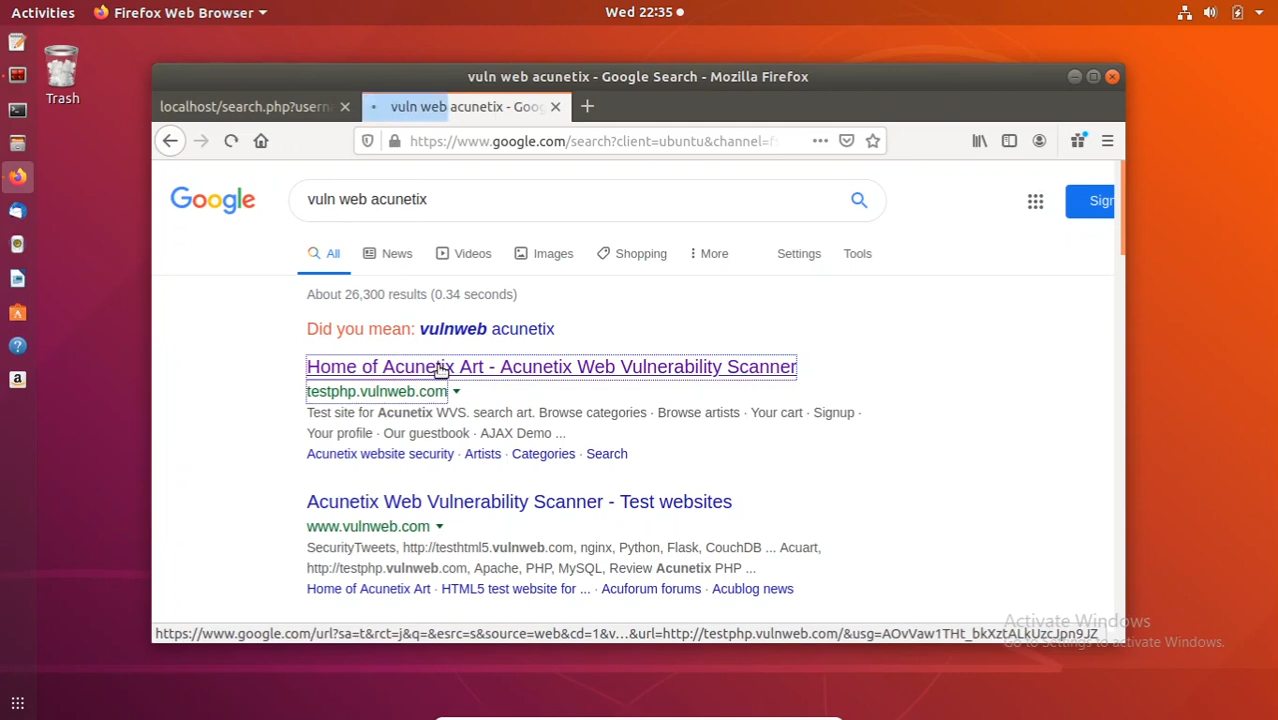 Activities Firefox Web Browser Wed 22:35
Trash
vuln web acunetix - Google Search - Mozilla Firefox
localhost/search.php?usern vuln web acunetix - Goog
https://www.google.com/search?client=ubuntu&channel=fs
Google vuln web acunetix Sign
All News Videos Images Shopping More Settings Tools
About 26,300 results (0.34 seconds)
Did you mean: vulnweb acunetix
Home of Acunetix Art - Acunetix Web Vulnerability Scanner
testphp.vulnweb.com
Test site for Acunetix WVS. search art. Browse categories · Browse artists · Your cart · Signup ·
Your profile · Our guestbook · AJAX Demo ...
Acunetix website security · Artists · Categories · Search
Acunetix Web Vulnerability Scanner - Test websites
www.vulnweb.com
SecurityTweets, http://testhtml5.vulnweb.com, nginx, Python, Flask, CouchDB ... Acuart,
http://testphp.vulnweb.com, Apache, PHP, MySQL, Review Acunetix PHP ...
Home of Acunetix Art · HTML5 test website for ... · Acuforum forums · Acublog news
https://www.google.com/url?sa=t&rct=j&q=&esrc=s&source=web&cd=1&v...&url=http://testphp.vulnweb.com/&usg=AOvVaw1THt_bkXztALkUzcJpn9JZ
Activate Windows
Go to Settings to activate Windows.